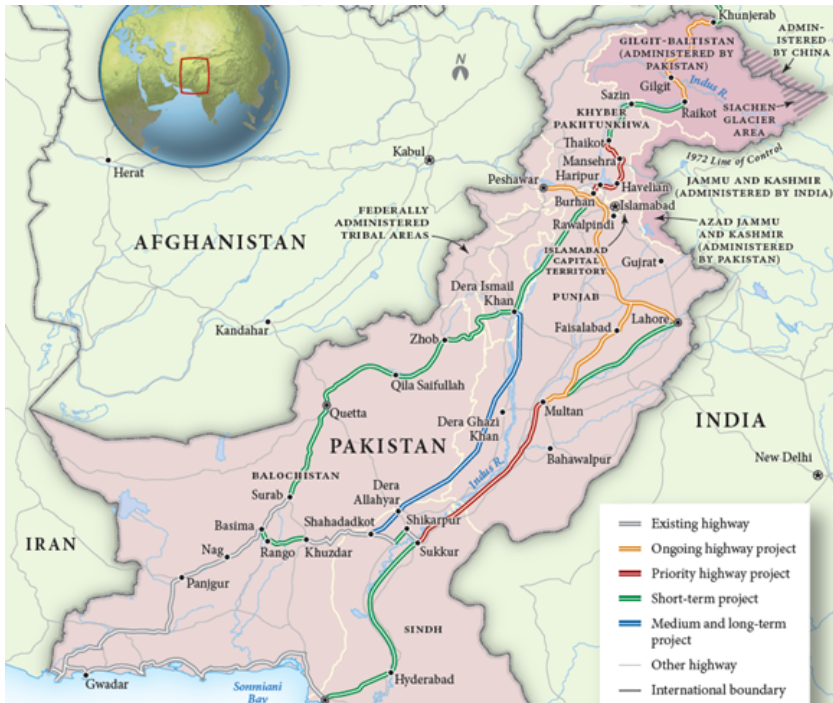 Khunjerab
ADMIN-
ISTERED
BY CHINA
GILGIT-BALTISTAN
(ADMINISTERED BY
PAKISTAN)
Gilgit
Indus R.
Sazin
Raikot
SIACHEN
GLACIER
AREA
KHYBER
PAKHTUNKHWA
N
Thaikot
1972 Line of Control
Kabul
Mansehra
Herat
Haripur
Peshawar
Havelian
JAMMU AND KASHMIR
(ADMINISTERED BY INDIA)
Burhan
Islamabad
Rawalpindi
FEDERALLY
ADMINISTERED
TRIBAL AREAS
AZAD JAMMU
AND KASHMIR
(ADMINISTERED
BY PAKISTAN)
AFGHANISTAN
ISLAMABAD
CAPITAL
TERRITORY
Gujrat
Dera Ismail
Khan
PUNJAB
Kandahar
Faisalabad
Lahore
Zhob
Qila Saifullah
Quetta
Multan
Dera Ghazi
Khan
INDIA
PAKISTAN
Bahawalpur
New Delhi
BALOCHISTAN
Indus R.
Surab
Dera
Allahyar
Basima
Shahadadkot
Shikarpur
IRAN
Nag
Rango
Khuzdar
Sukkur
Panjgur
SINDH
Gwadar
Hyderabad
Sonmiani
Bay
Existing highway
Ongoing highway project
Priority highway project
Short-term project
Medium and long-term
project
Other highway
International boundary